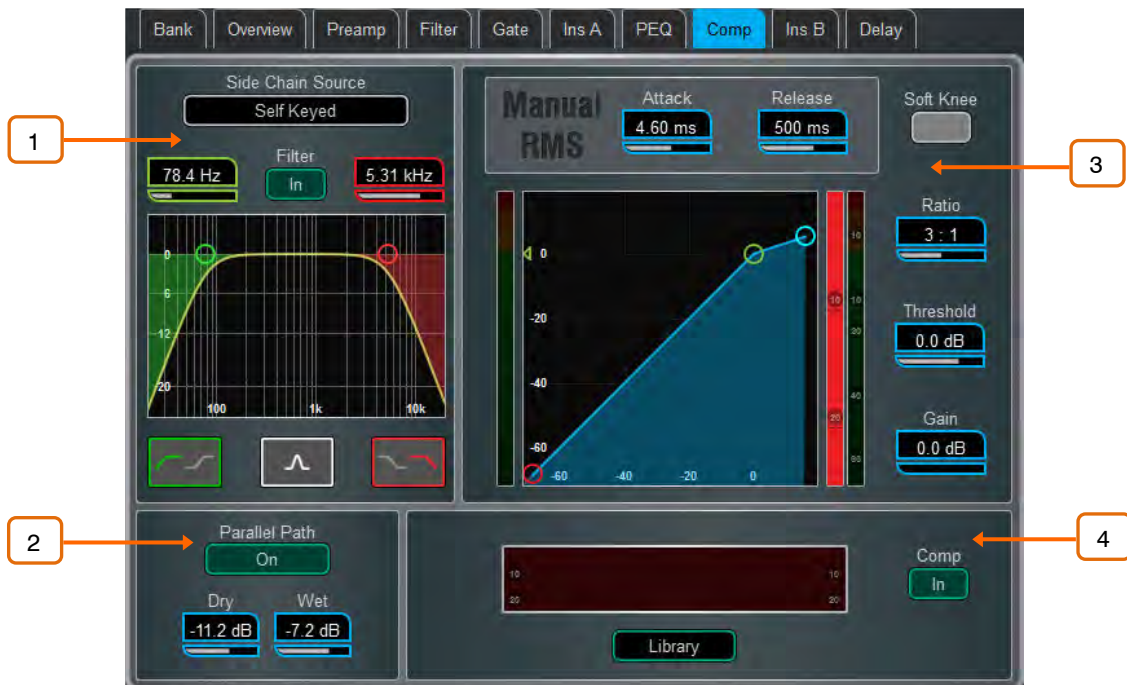 Bank Overview Preamp Filter Gate Ins A PEQ Comp Ins B Delay
1
Side Chain Source
Self Keyed
Filter
78.4 Hz In 5.31 kHz
0
6
-12
20
100 1k 10k
Manual RMS
Attack Release
4.60 ms 500 ms
0
-20
-40
-60
-60 -40 -20 0
10
10 10
20
20 40
60
Soft Knee
3
Ratio
3 : 1
Threshold
0.0 dB
Gain
0.0 dB
2
Parallel Path
On
Dry Wet
-11.2 dB -7.2 dB
10 10
20 20
Library
4
Comp
In